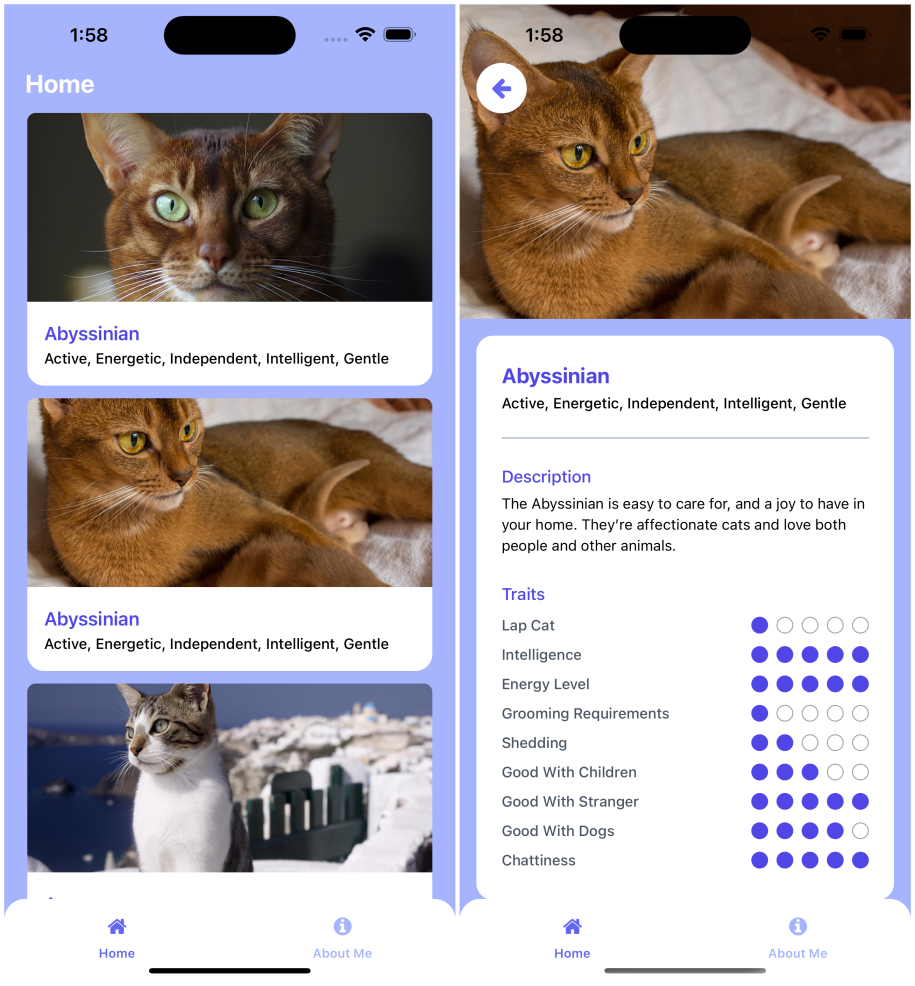 1:58
Home
Abyssinian
Active, Energetic, Independent, Intelligent, Gentle
Abyssinian
Active, Energetic, Independent, Intelligent, Gentle
Home
About Me
1:58
Abyssinian
Active, Energetic, Independent, Intelligent, Gentle
Description
The Abyssinian is easy to care for, and a joy to have in
your home. They’re affectionate cats and love both
people and other animals.
Traits
Lap Cat
Intelligence
Energy Level
Grooming Requirements
Shedding
Good With Children
Good With Stranger
Good With Dogs
Chattiness
Home
About Me